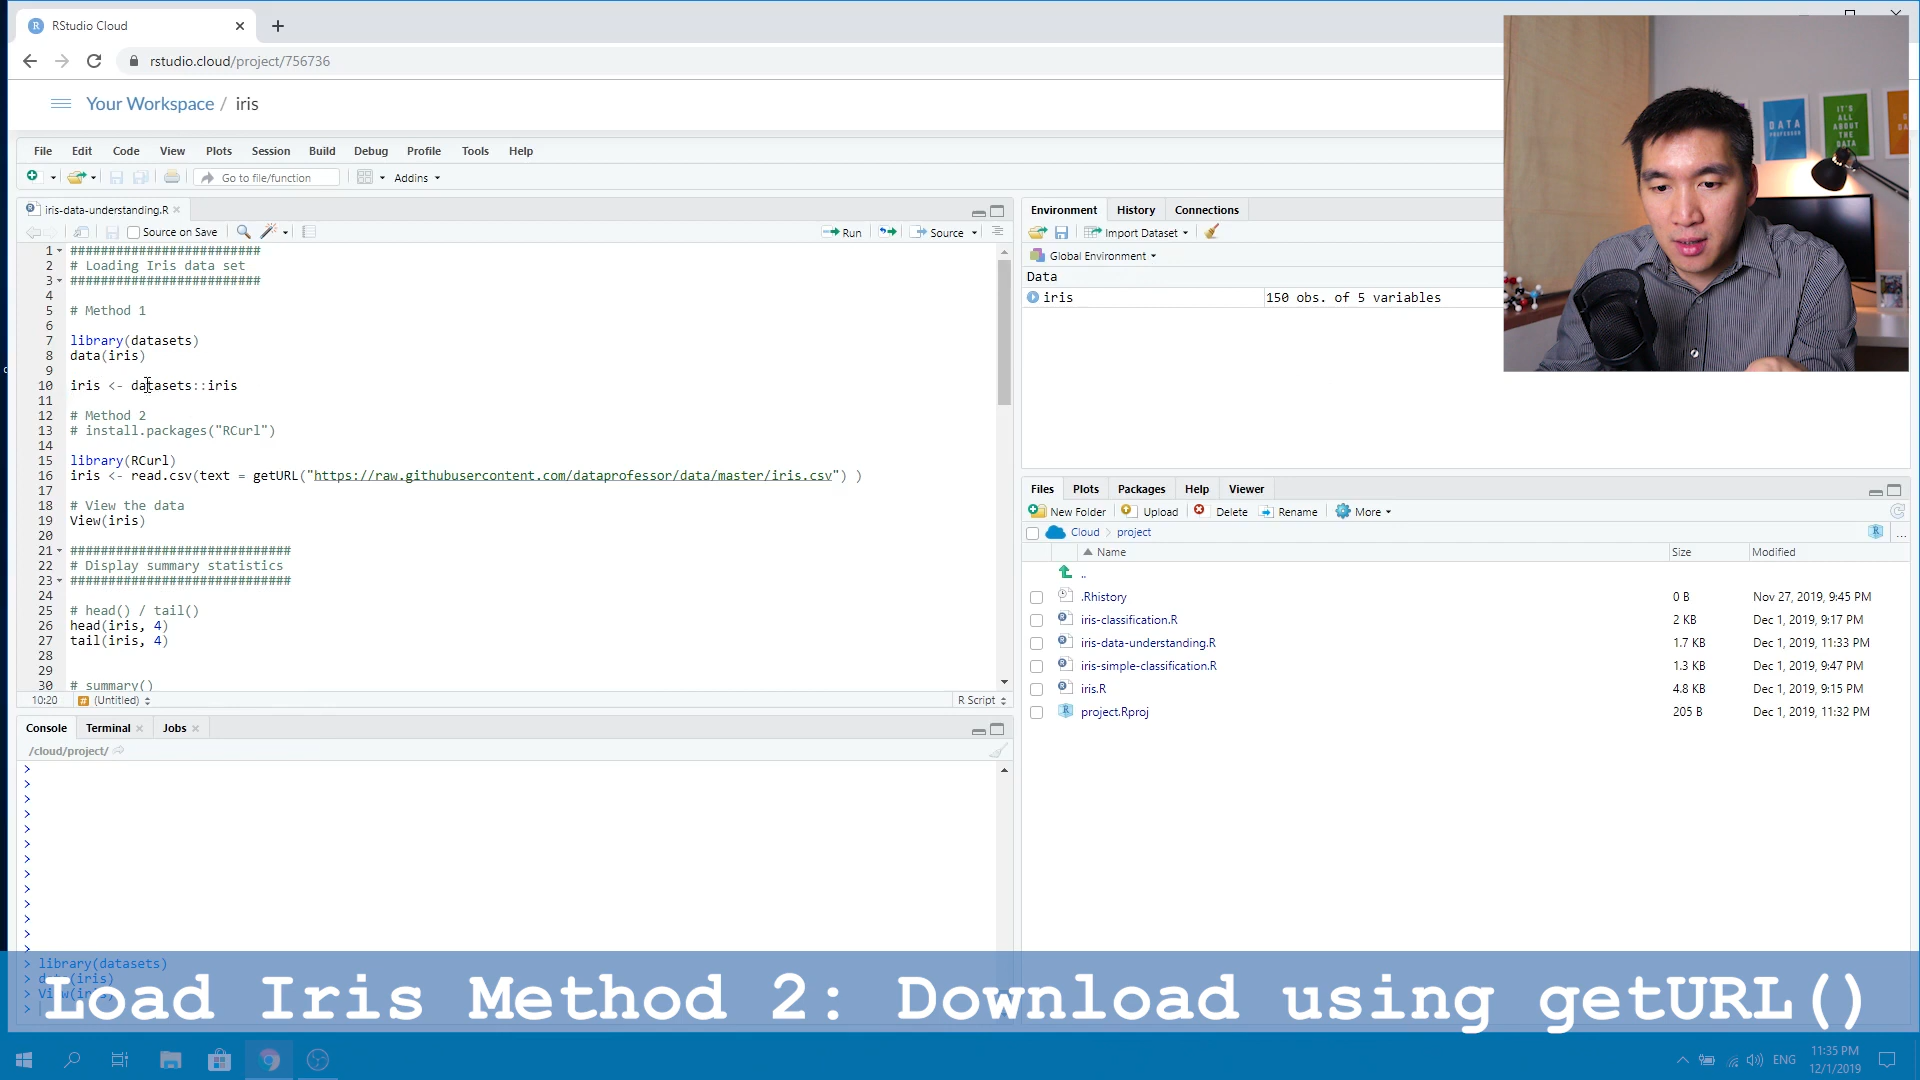 RStudio Cloud
rstudio.cloud/project/756736
Your Workspace / iris
File Edit Code View Plots Session Build Debug Profile Tools Help
Go to file/function Addins
iris-data-understanding.R
Source on Save Run Source
1 #########################
2 # Loading Iris data set
3 #########################
4
5 # Method 1
6
7 library(datasets)
8 data(iris)
9
10 iris <- datasets::iris
11
12 # Method 2
13 # install.packages("RCurl")
14
15 library(RCurl)
16 iris <- read.csv(text = getURL("https://raw.githubusercontent.com/dataprofessor/data/master/iris.csv") )
17
18 # View the data
19 View(iris)
20
21 #############################
22 # Display summary statistics
23 #############################
24
25 # head() / tail()
26 head(iris, 4)
27 tail(iris, 4)
28
29
30 # summary()
10:20 (Untitled) R Script
Console Terminal Jobs
/cloud/project/
>
>
>
>
>
>
>
>
>
>
>
>
>
> library(datasets)
> data(iris)
> View(iris)
>
Environment History Connections
Import Dataset
Global Environment
Data
iris 150 obs. of 5 variables
Files Plots Packages Help Viewer
New Folder Upload Delete Rename More
Cloud > project
Name Size Modified
..
.Rhistory 0 B Nov 27, 2019, 9:45 PM
iris-classification.R 2 KB Dec 1, 2019, 9:17 PM
iris-data-understanding.R 1.7 KB Dec 1, 2019, 11:33 PM
iris-simple-classification.R 1.3 KB Dec 1, 2019, 9:47 PM
iris.R 4.8 KB Dec 1, 2019, 9:15 PM
project.Rproj 205 B Dec 1, 2019, 11:32 PM
DATA
PROFESSOR
IT'S
ALL
ABOUT
THE
DATA
Load Iris Method 2: Download using getURL()
ENG
11:35 PM
12/1/2019